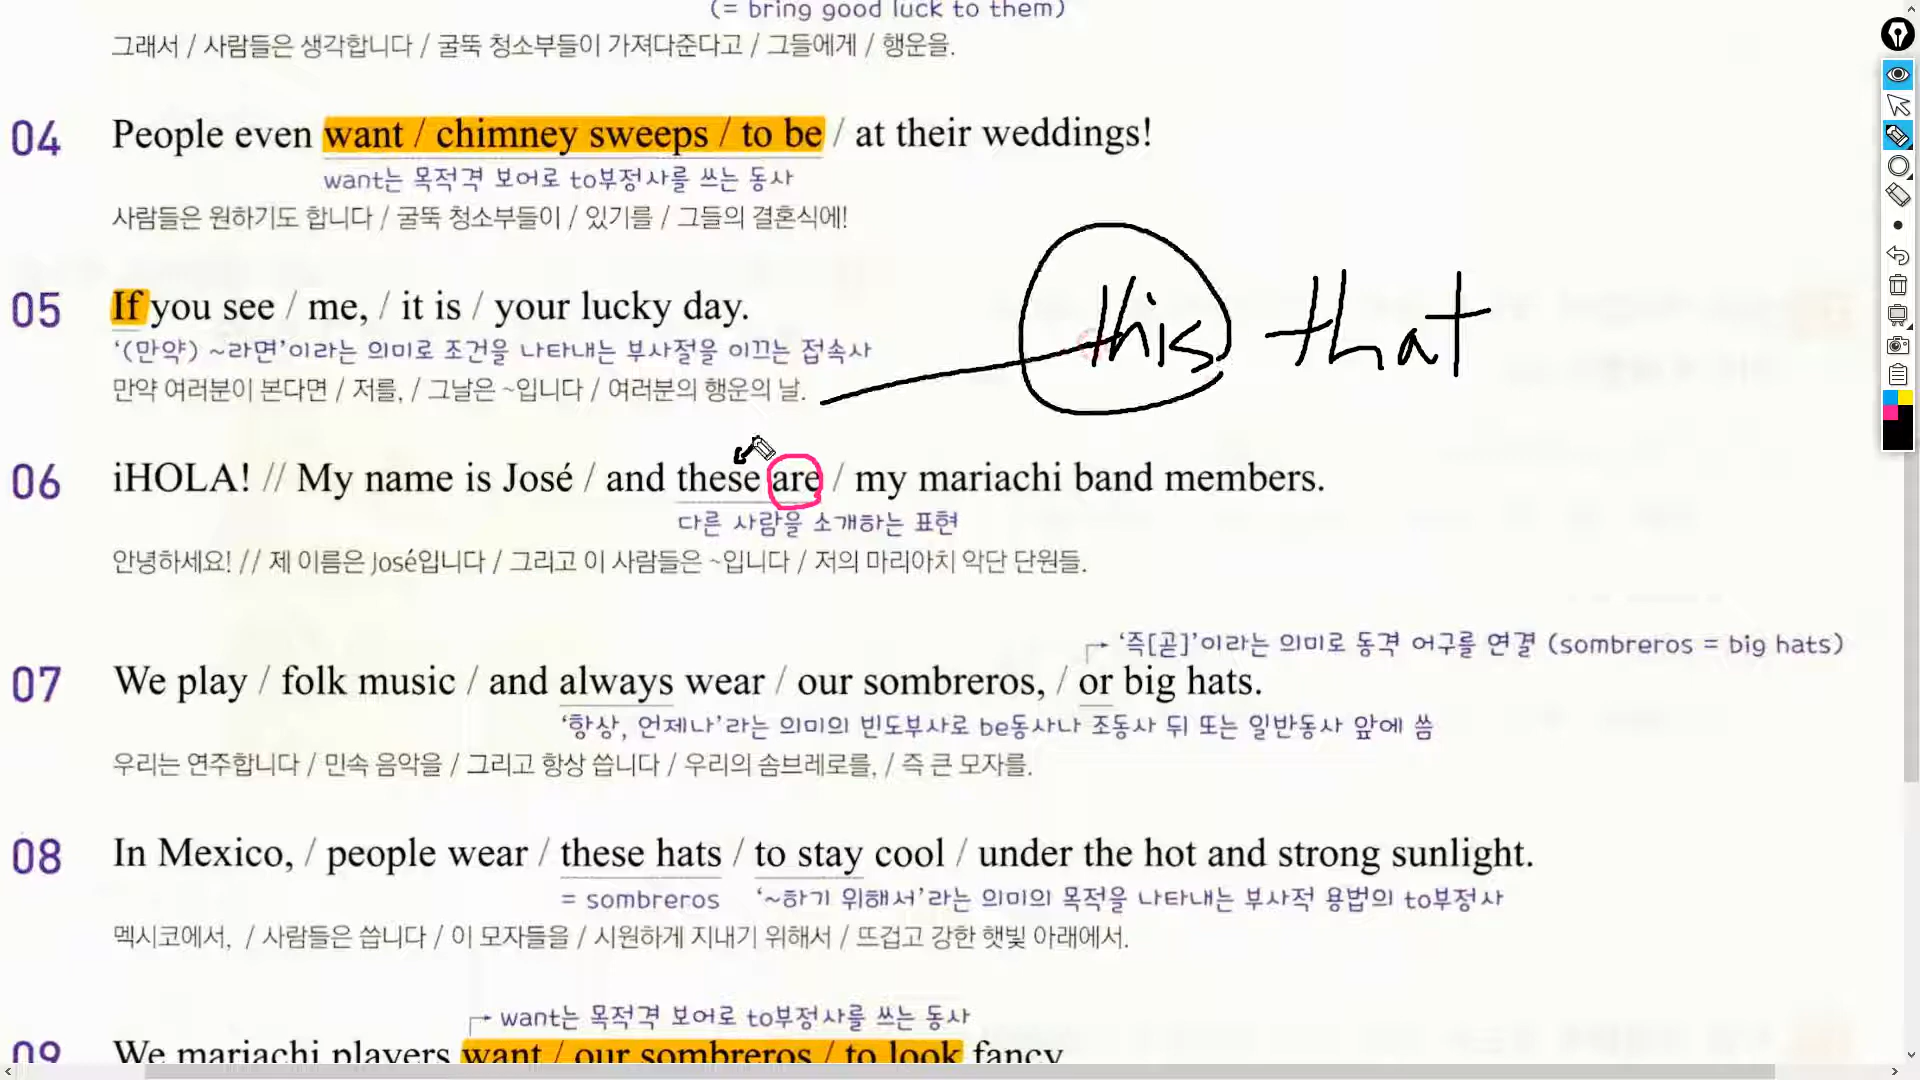 (= bring good luck to them)
그래서 / 사람들은 생각합니다 / 굴뚝 청소부들이 가져다준다고 / 그들에게 / 행운을.
04 People even want / chimney sweeps / to be / at their weddings!
want는 목적격 보어로 to부정사를 쓰는 동사
사람들은 원하기도 합니다 / 굴뚝 청소부들이 / 있기를 / 그들의 결혼식에!
this that
05 If you see / me, / it is / your lucky day.
‘(만약) ~라면’이라는 의미로 조건을 나타내는 부사절을 이끄는 접속사
만약 여러분이 본다면 / 저를, / 그날은 ~입니다 / 여러분의 행운의 날.
06 ¡HOLA! // My name is José / and these are / my mariachi band members.
다른 사람을 소개하는 표현
안녕하세요! // 제 이름은 José입니다 / 그리고 이 사람들은 ~입니다 / 저의 마리아치 악단 단원들.
‘즉[곧]’이라는 의미로 동격 어구를 연결 (sombreros = big hats)
07 We play / folk music / and always wear / our sombreros, / or big hats.
‘항상, 언제나’라는 의미의 빈도부사로 be동사나 조동사 뒤 또는 일반동사 앞에 씀
우리는 연주합니다 / 민속 음악을 / 그리고 항상 씁니다 / 우리의 솜브레로를, / 즉 큰 모자를.
08 In Mexico, / people wear / these hats / to stay cool / under the hot and strong sunlight.
= sombreros ‘~하기 위해서’라는 의미의 목적을 나타내는 부사적 용법의 to부정사
멕시코에서, / 사람들은 씁니다 / 이 모자들을 / 시원하게 지내기 위해서 / 뜨겁고 강한 햇빛 아래에서.
want는 목적격 보어로 to부정사를 쓰는 동사
09 We mariachi players want / our sombreros / to look fancy